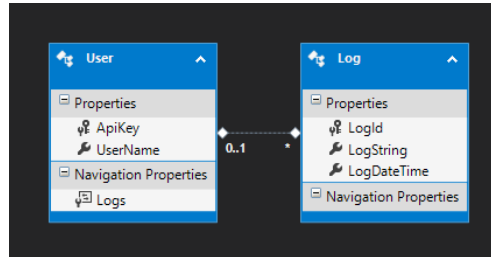 User
Properties
ApiKey
UserName
Navigation Properties
Logs
0..1
*
Log
Properties
LogId
LogString
LogDateTime
Navigation Properties